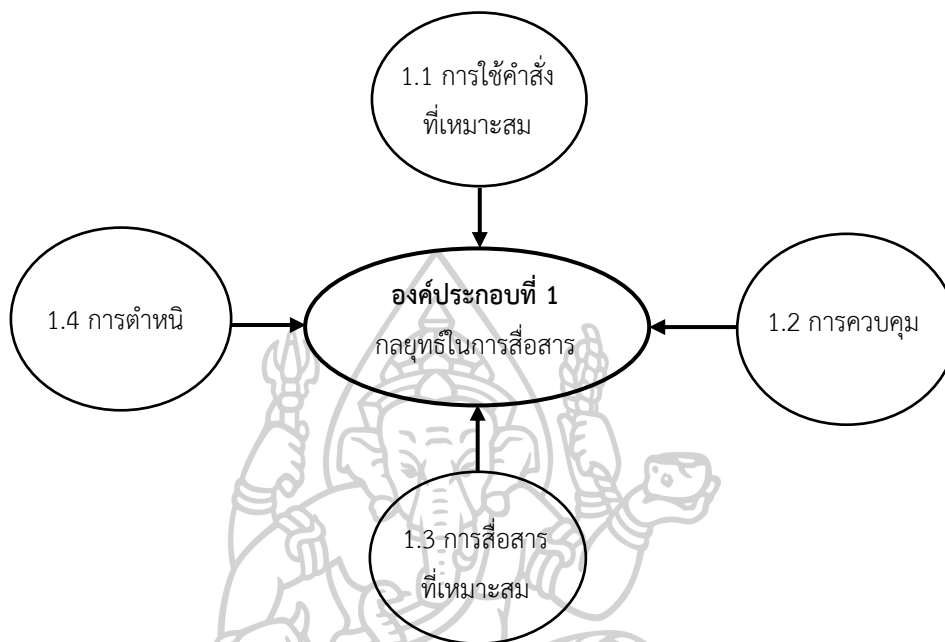 1.1 การใช้คำสั่ง
ที่เหมาะสม
องค์ประกอบที่ 1
กลยุทธ์ในการสื่อสาร
1.4 การตำหนิ
1.2 การควบคุม
1.3 การสื่อสาร
ที่เหมาะสม